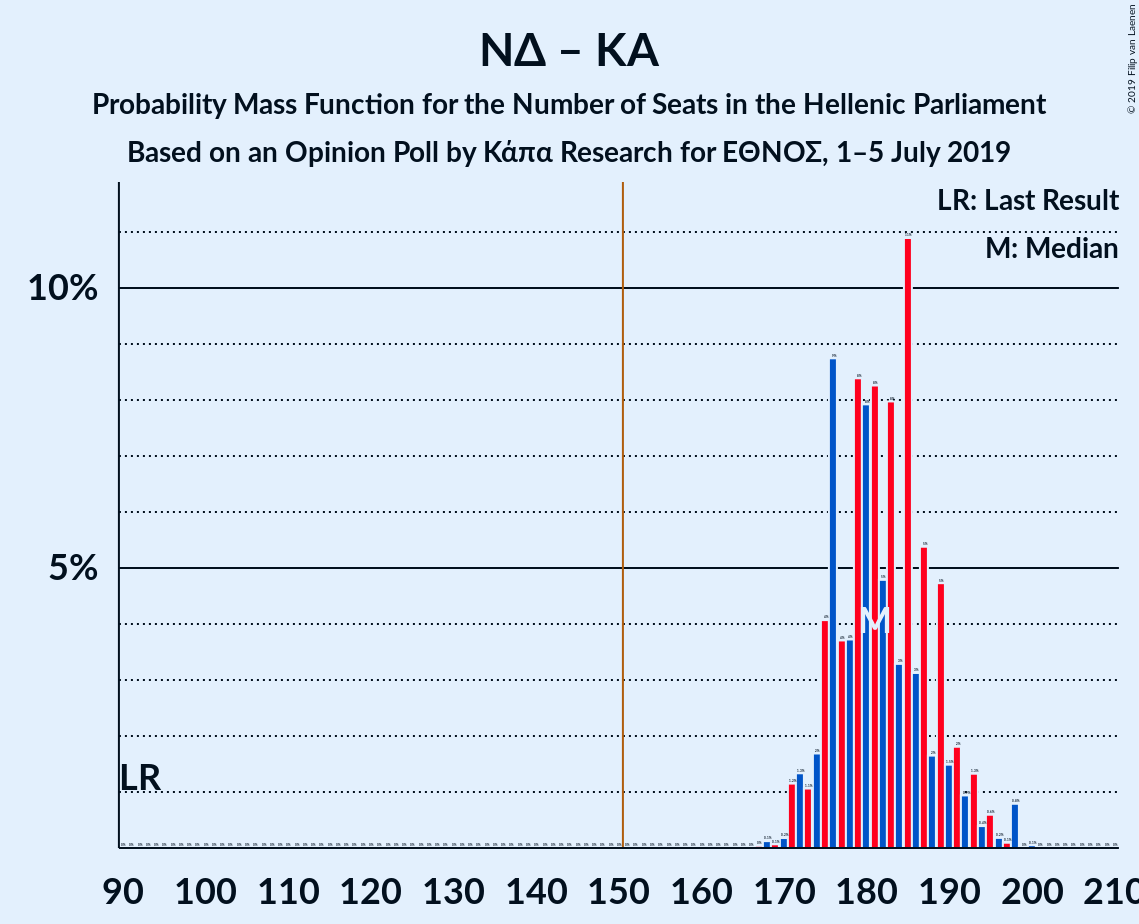 ΝΔ – ΚΑ
Probability Mass Function for the Number of Seats in the Hellenic Parliament
Based on an Opinion Poll by Κάπα Research for ΕΘΝΟΣ, 1–5 July 2019
© 2019 Filip van Laenen
LR: Last Result
M: Median
10%
5%
M
LR
90 100 110 120 130 140 150 160 170 180 190 200 210